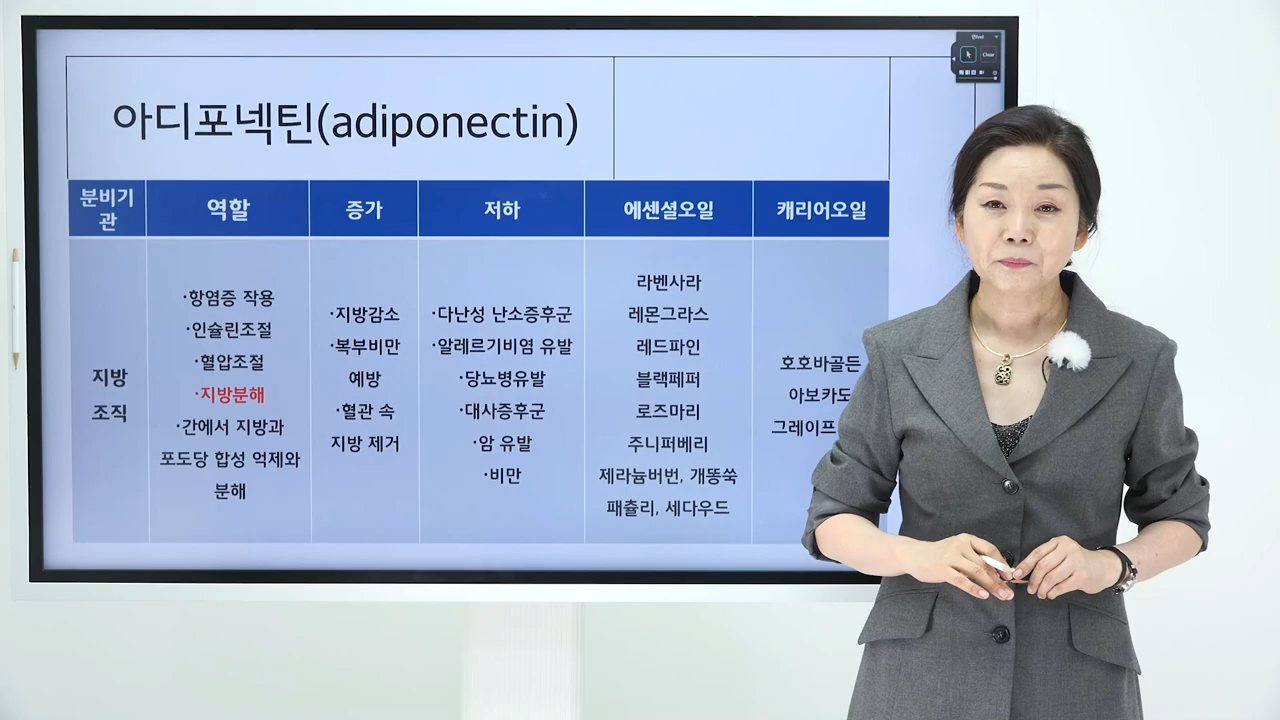 아디포넥틴(adiponectin)
분비기
관
역할
증가
저하
에센셜오일
캐리어오일
지방
조직
·항염증 작용
·인슐린조절
·혈압조절
·지방분해
·간에서 지방과
포도당 합성 억제와
분해
·지방감소
·복부비만
예방
·혈관 속
지방 제거
·다난성 난소증후군
·알레르기비염 유발
·당뇨병유발
·대사증후군
·암 유발
·비만
라벤사라
레몬그라스
레드파인
블랙페퍼
로즈마리
주니퍼베리
제라늄버번, 개똥쑥
패츌리, 세다우드
호호바골든
아보카도
그레이프
Clear